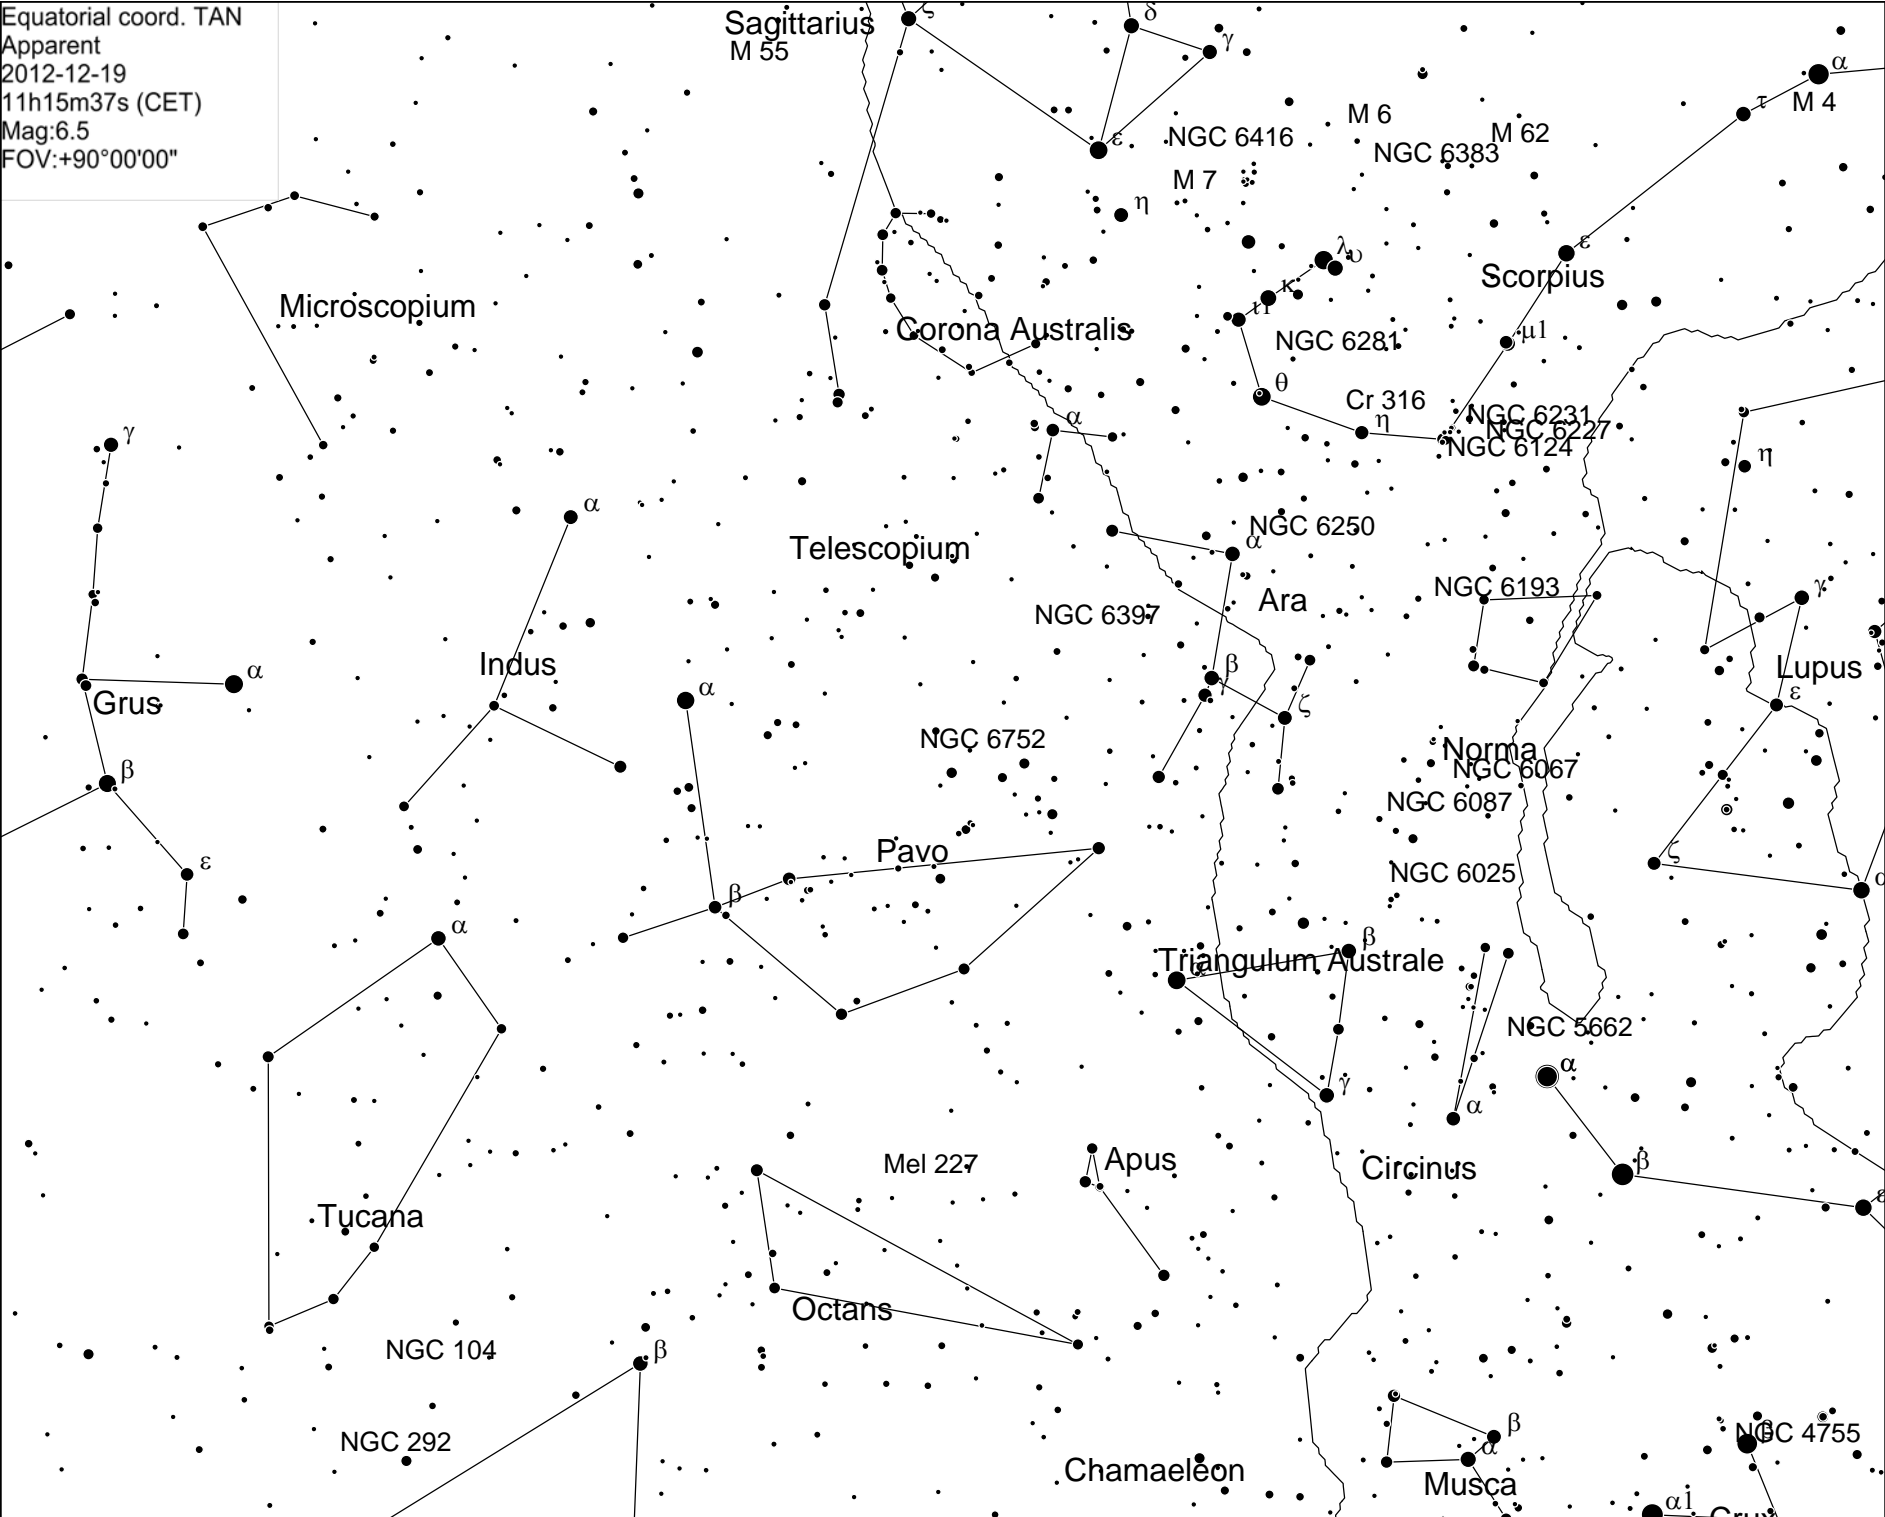 Equatorial coord. TAN
Apparent
2012-12-19
11h15m37s (CET)
Mag:6.5
FOV:+90°00'00"
Sagittarius
ζ
δ
γ
M 55
α
M 4
τ
M 6
M 62
NGC 6416
ε
NGC 6383
M 7
η
λ
υ
ε
Scorpius
κ
ι1
Microscopium
Corona Australis
NGC 6281
μ1
θ
Cr 316
η
NGC 6231
NGC 6227
NGC 6124
α
γ
η
α
NGC 6250
α
Telescopium
NGC 6193
Ara
NGC 6397
γ
Indus
β
γ
Lupus
α
Grus
α
ζ
ε
NGC 6752
Norma
NGC 6067
β
NGC 6087
Pavo
ζ
ε
NGC 6025
α
β
α
β
Triangulum Australe
α
NGC 5662
α
γ
α
Apus
Mel 227
Circinus
β
ε
Tucana
Octans
NGC 104
β
NGC 292
β
NGC 4755
β
α
Chamaeleon
Musca
α1
Crux